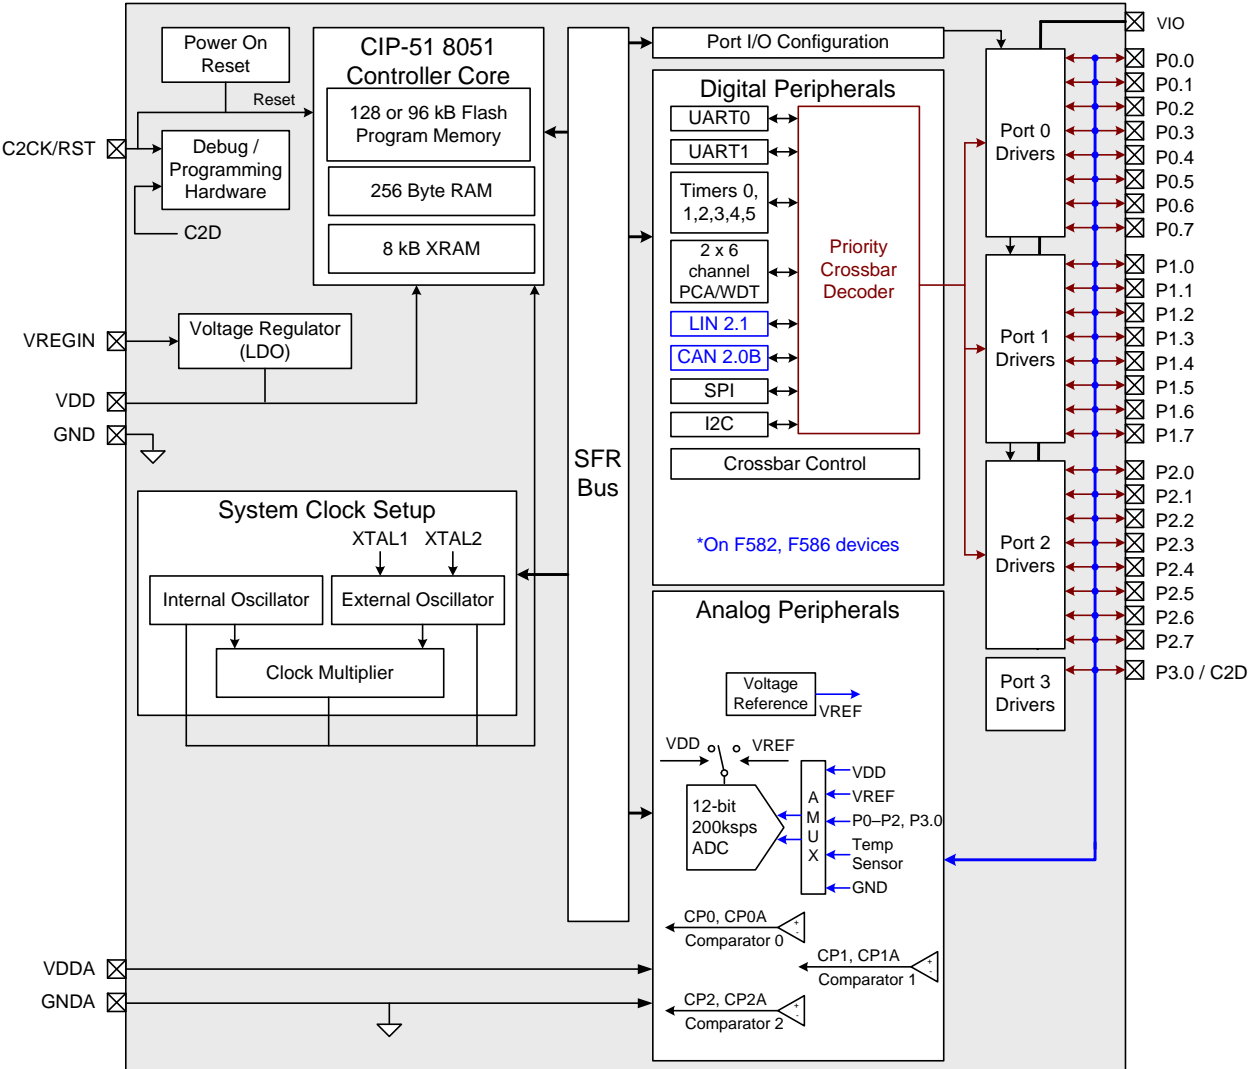 Power On
Reset
Reset
C2CK/RST
Debug /
Programming
Hardware
C2D
CIP-51 8051
Controller Core
128 or 96 kB Flash
Program Memory
256 Byte RAM
8 kB XRAM
VREGIN
Voltage Regulator
(LDO)
VDD
GND
System Clock Setup
XTAL1
XTAL2
Internal Oscillator
External Oscillator
Clock Multiplier
VDDA
GNDA
SFR
Bus
Port I/O Configuration
Digital Peripherals
UART0
UART1
Timers 0,
1,2,3,4,5
2 x 6
channel
PCA/WDT
LIN 2.1
CAN 2.0B
SPI
I2C
Priority
Crossbar
Decoder
Crossbar Control
*On F582, F586 devices
Analog Peripherals
Voltage
Reference
VREF
VDD
VREF
12-bit
200ksps
ADC
A
M
U
X
VDD
VREF
P0–P2, P3.0
Temp
Sensor
GND
CP0, CP0A
+
-
Comparator 0
CP1, CP1A
+
-
Comparator 1
CP2, CP2A
+
-
Comparator 2
Port 0
Drivers
Port 1
Drivers
Port 2
Drivers
Port 3
Drivers
VIO
P0.0
P0.1
P0.2
P0.3
P0.4
P0.5
P0.6
P0.7
P1.0
P1.1
P1.2
P1.3
P1.4
P1.5
P1.6
P1.7
P2.0
P2.1
P2.2
P2.3
P2.4
P2.5
P2.6
P2.7
P3.0 / C2D